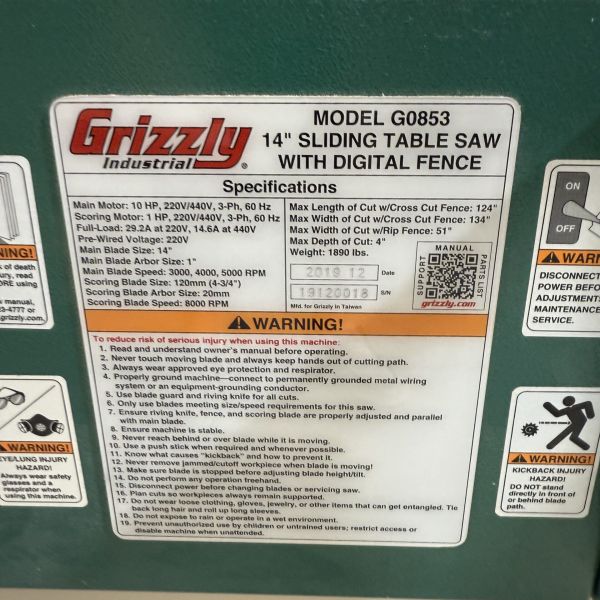 Grizzly
Industrial
®
MODEL G0853
14" SLIDING TABLE SAW
WITH DIGITAL FENCE
Specifications
Main Motor: 10 HP, 220V/440V, 3-Ph, 60 Hz
Scoring Motor: 1 HP, 220V/440V, 3-Ph, 60 Hz
Full-Load: 29.2A at 220V, 14.6A at 440V
Pre-Wired Voltage: 220V
Main Blade Size: 14"
Main Blade Arbor Size: 1"
Main Blade Speed: 3000, 4000, 5000 RPM
Scoring Blade Size: 120mm (4-3/4")
Scoring Blade Arbor Size: 20mm
Scoring Blade Speed: 8000 RPM
Max Length of Cut w/Cross Cut Fence: 124"
Max Width of Cut w/Cross Cut Fence: 134"
Max Width of Cut w/Rip Fence: 51"
Max Depth of Cut: 4"
Weight: 1890 lbs.
2019 12 Date
19120018 S/N
Mfd. for Grizzly in Taiwan
MANUAL
SUPPORT
PARTS LIST
grizzly.com
WARNING!
To reduce risk of serious injury when using this machine:
1. Read and understand owner's manual before operating.
2. Never touch moving blade and always keep hands out of cutting path.
3. Always wear approved eye protection and respirator.
4. Properly ground machine—connect to permanently grounded metal wiring
system or an equipment-grounding conductor.
5. Use blade guard and riving knife for all cuts.
6. Only use blades meeting size/speed requirements for this saw.
7. Ensure riving knife, fence, and scoring blade are properly adjusted and parallel
with main blade.
8. Ensure machine is stable.
9. Never reach behind or over blade while it is moving.
10. Use a push stick when required and whenever possible.
11. Know what causes "kickback" and how to prevent it.
12. Never remove jammed/cutoff workpiece when blade is moving!
13. Make sure blade is stopped before adjusting blade height/tilt.
14. Do not perform any operation freehand.
15. Disconnect power before changing blades or servicing saw.
16. Plan cuts so workpieces always remain supported.
17. Do not wear loose clothing, gloves, jewelry, or other items that can get entangled. Tie
back long hair and roll up long sleeves.
18. Do not expose to rain or operate in a wet environment.
19. Prevent unauthorized use by children or untrained users; restrict access or
disable machine when unattended.
NING!
k of death
ury, read
ORE using
manual,
3-4777 or
grizzly.com.
WARNING!
EYE/LUNG INJURY
HAZARD!
Always wear safety
glasses and a
respirator when
using this machine.
ON
OFF
WARN
DISCONNECT
POWER BEFO
ADJUSTMENTS
MAINTENANCE
SERVICE.
WARNING!
KICKBACK INJURY
HAZARD!
DO NOT stand
directly in front of
or behind blade
path.